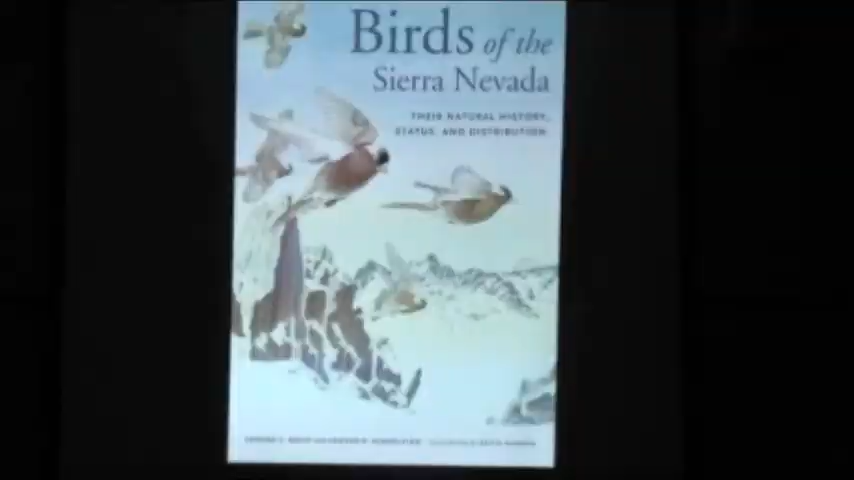 Birds of the
Sierra Nevada
THEIR NATURAL HISTORY,
STATUS, AND DISTRIBUTION